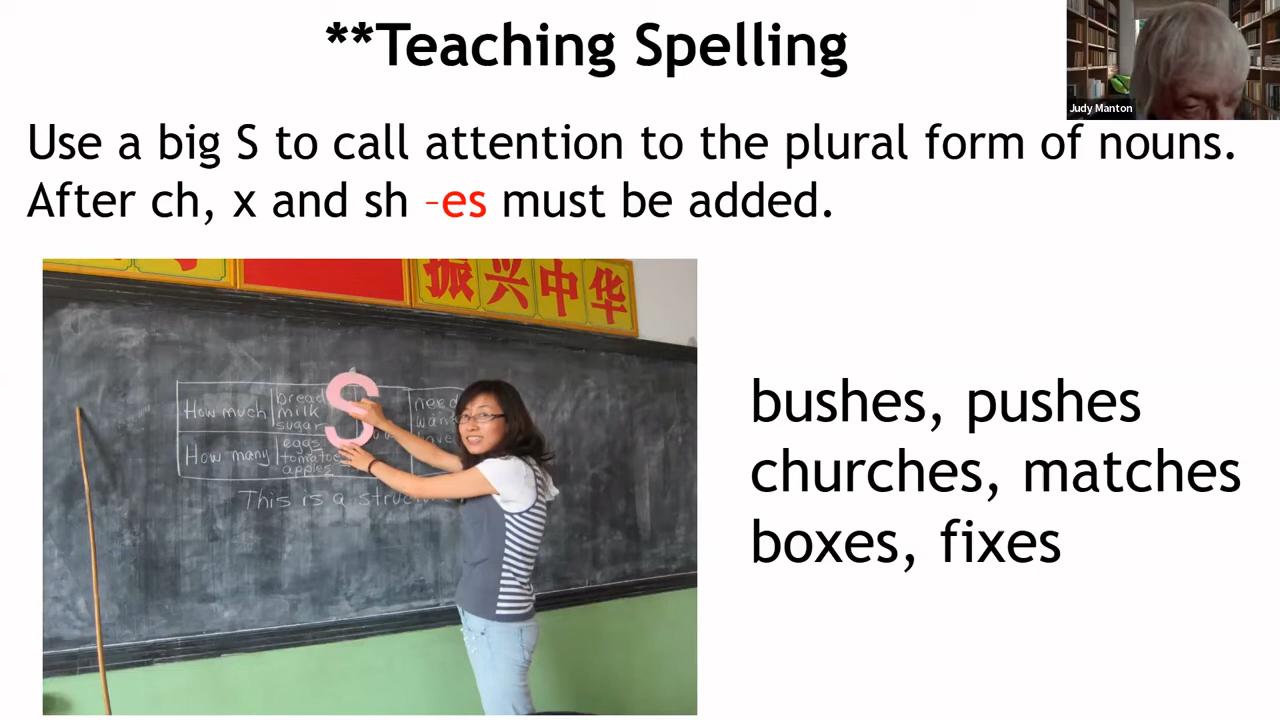 **Teaching Spelling
Judy Manton
Use a big S to call attention to the plural form of nouns.
After ch, x and sh –es must be added.
振兴中华
How much
bread
milk
sugar
need
How many
eggs
tomatoes
apples
S
This is a
bushes, pushes
churches, matches
boxes, fixes